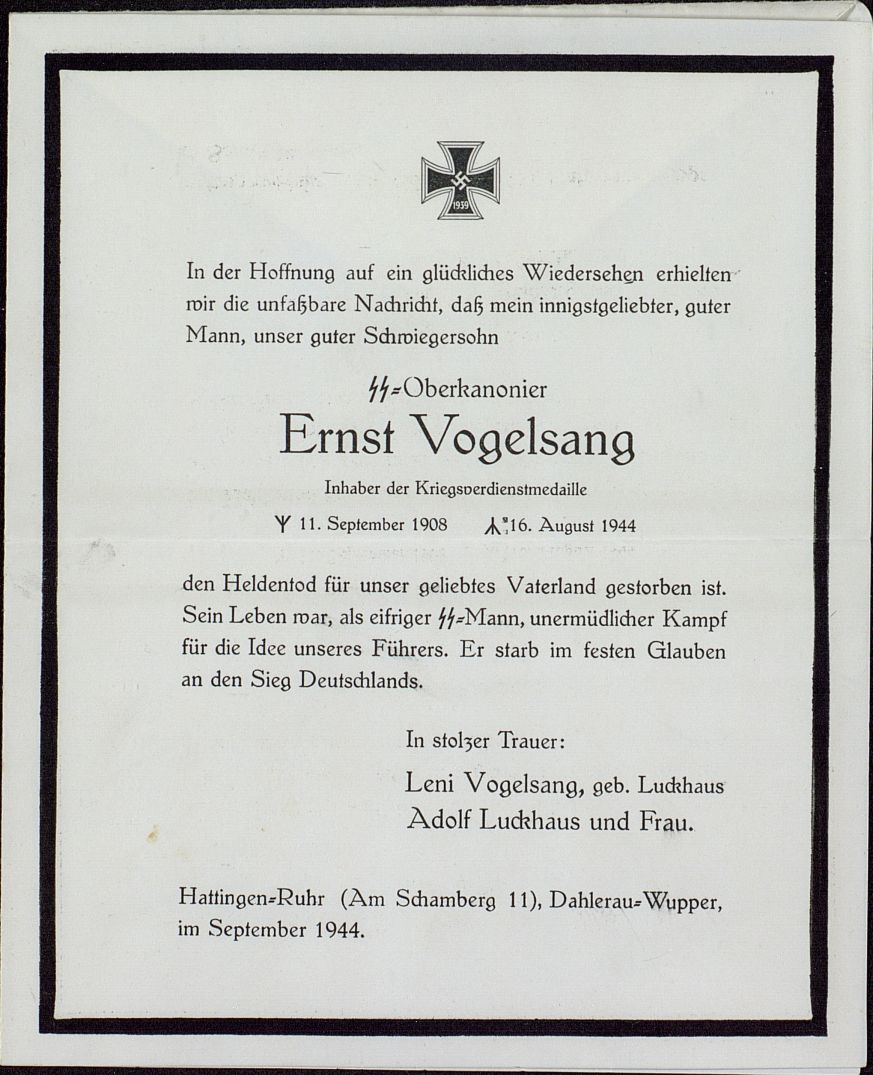 1939
In der Hoffnung auf ein glückliches Wiedersehen erhielten
wir die unfaßbare Nachricht, daß mein innigstgeliebter, guter
Mann, unser guter Schwiegersohn
SS-Oberkanonier
Ernst Vogelsang
Inhaber der Kriegsverdienstmedaille
ᛉ 11. September 1908 ᛦ 16. August 1944
den Heldentod für unser geliebtes Vaterland gestorben ist.
Sein Leben war, als eifriger SS-Mann, unermüdlicher Kampf
für die Idee unseres Führers. Er starb im festen Glauben
an den Sieg Deutschlands.
In stolzer Trauer:
Leni Vogelsang, geb. Luckhaus
Adolf Luckhaus und Frau.
Hattingen-Ruhr (Am Schamberg 11), Dahlerau-Wupper,
im September 1944.